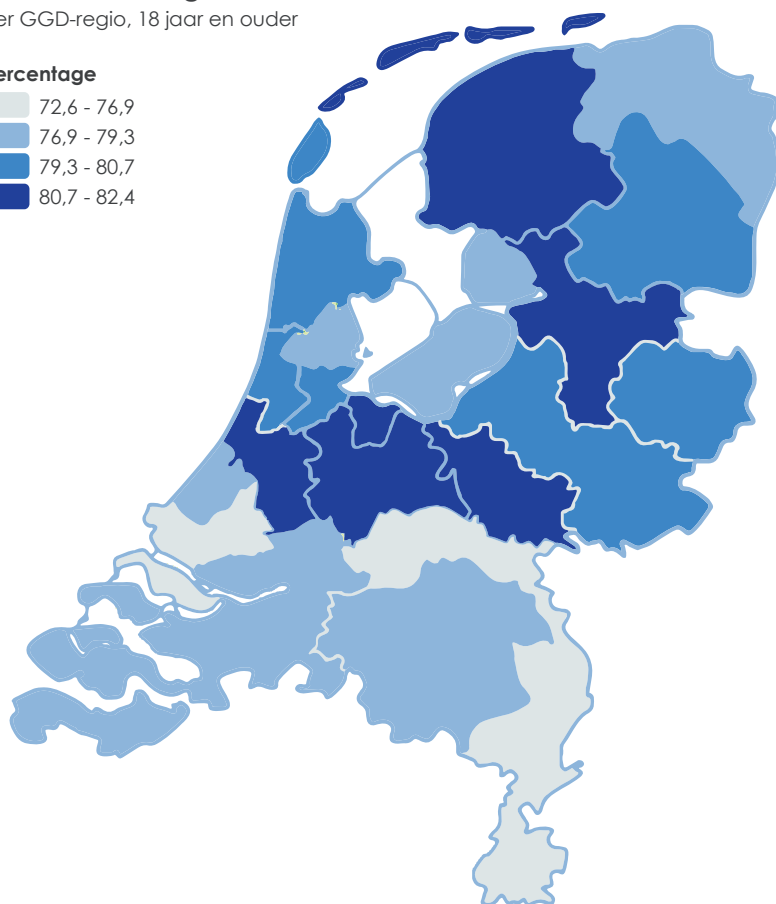 er GGD-regio, 18 jaar en ouder
ercentage
72,6 - 76,9
76,9 - 79,3
79,3 - 80,7
80,7 - 82,4